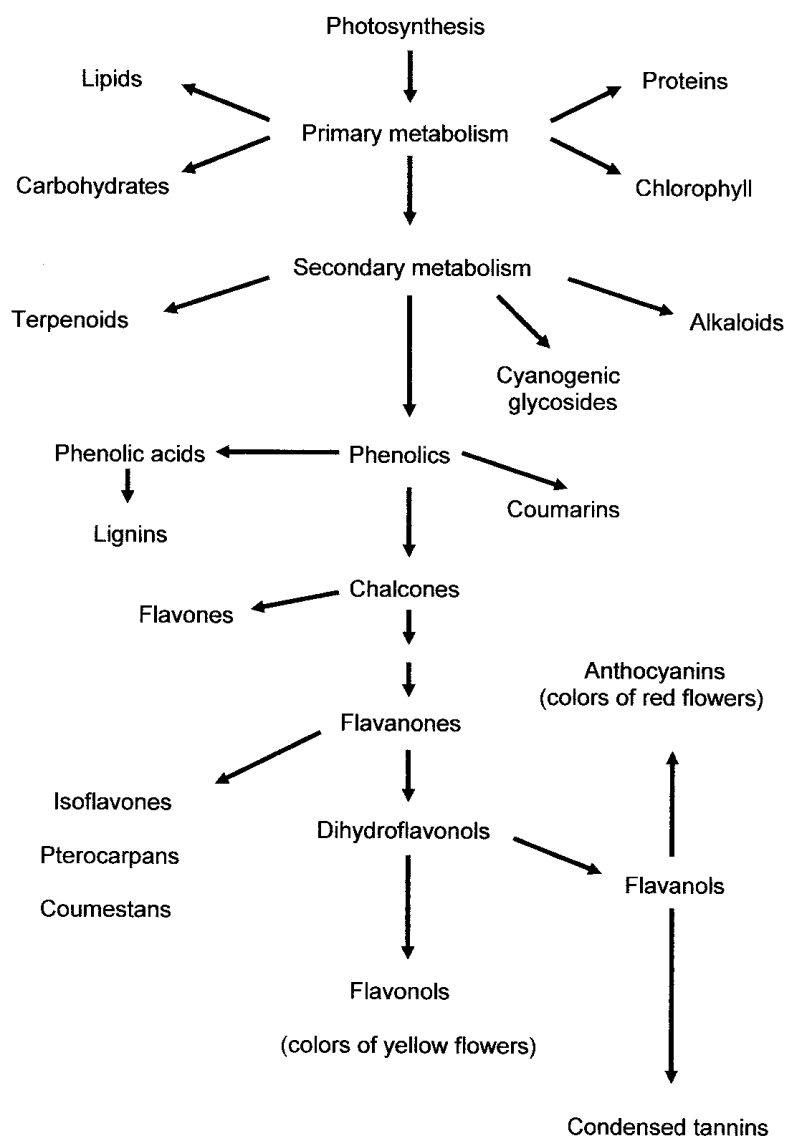 Photosynthesis
Lipids
Proteins
Primary metabolism
Carbohydrates
Chlorophyll
Secondary metabolism
Terpenoids
Alkaloids
Cyanogenic
glycosides
Phenolic acids
Phenolics
Coumarins
Lignins
Chalcones
Flavones
Anthocyanins
(colors of red flowers)
Flavanones
Isoflavones
Dihydroflavonols
Pterocarpans
Flavanols
Coumestans
Flavonols
(colors of yellow flowers)
Condensed tannins